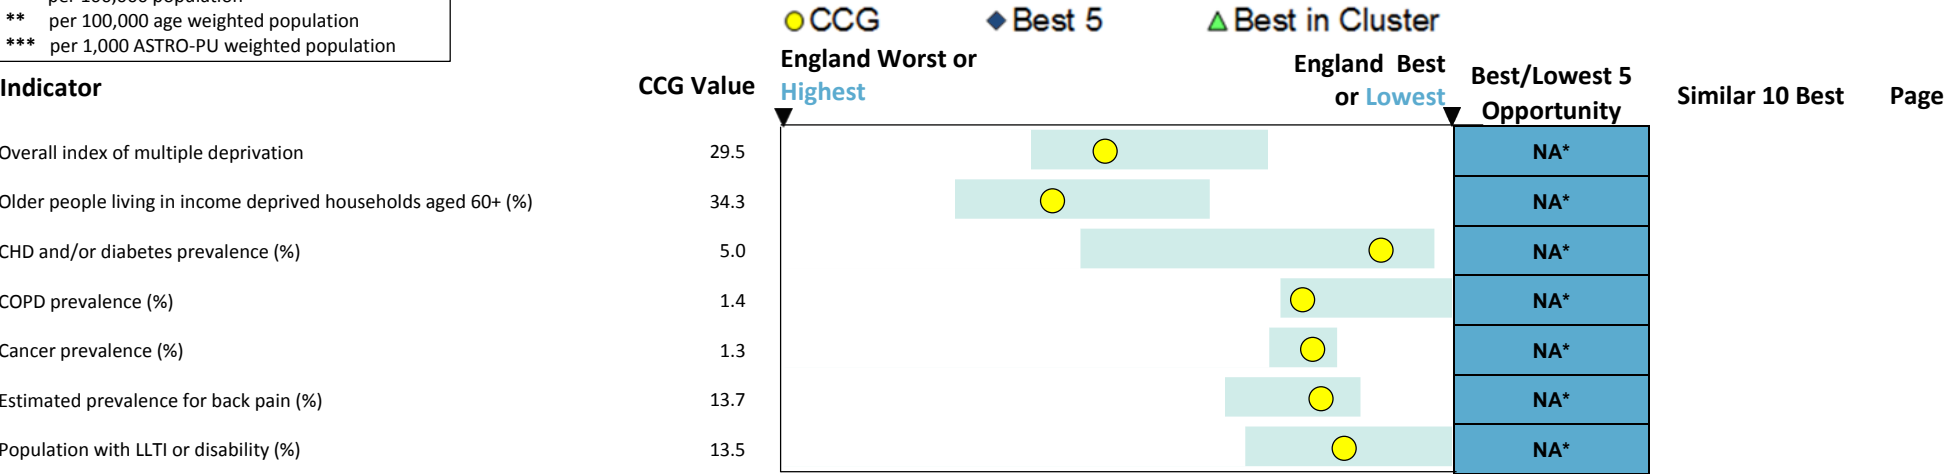 per 100,000 population
** per 100,000 age weighted population
*** per 1,000 ASTRO-PU weighted population
CCG Best 5 Best in Cluster
Indicator CCG Value England Worst or Highest England Best or Lowest Best/Lowest 5 Opportunity Similar 10 Best Page
Overall index of multiple deprivation 29.5 NA*
Older people living in income deprived households aged 60+ (%) 34.3 NA*
CHD and/or diabetes prevalence (%) 5.0 NA*
COPD prevalence (%) 1.4 NA*
Cancer prevalence (%) 1.3 NA*
Estimated prevalence for back pain (%) 13.7 NA*
Population with LLTI or disability (%) 13.5 NA*